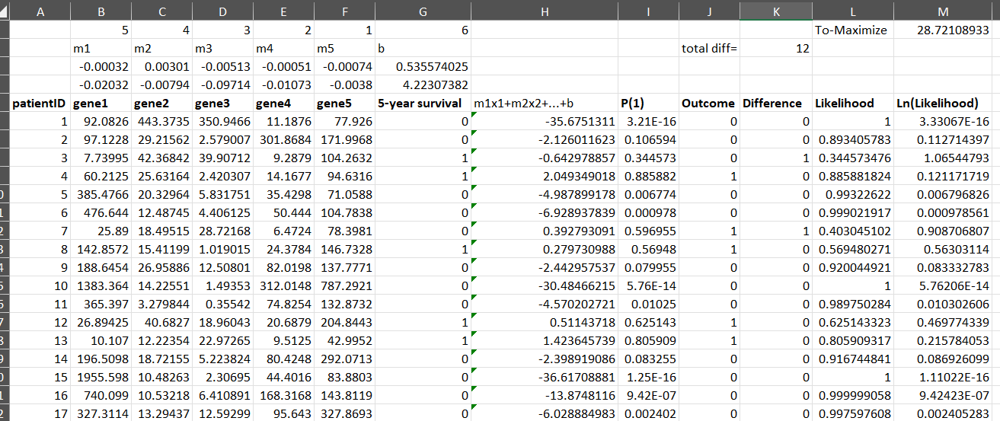 A B C D E F G H I J K L M
5 4 3 2 1 6 To-Maximize 28.72108933
m1 m2 m3 m4 m5 b total diff= 12
-0.00032 0.00301 -0.00513 -0.00051 -0.00074 0.535574025
-0.02032 -0.00794 -0.09714 -0.01073 -0.0038 4.22307382
patientID gene1 gene2 gene3 gene4 gene5 5-year survival m1x1+m2x2+...+b P(1) Outcome Difference Likelihood Ln(Likelihood)
1 92.0826 443.3735 350.9466 11.1876 77.926 0 -35.6751311 3.21E-16 0 0 1 3.33067E-16
2 97.1228 29.21562 2.579007 301.8684 171.9968 0 -2.126011623 0.106594 0 0 0.893405783 0.112714397
3 7.73995 42.36842 39.90712 9.2879 104.2632 1 -0.642978857 0.344573 0 1 0.344573476 1.06544793
4 60.2125 25.63164 2.420307 14.1677 94.6316 1 2.049349018 0.885882 1 0 0.885881824 0.121171719
5 385.4766 20.32964 5.831751 35.4298 71.0588 0 -4.987899178 0.006774 0 0 0.99322622 0.006796826
6 476.644 12.48745 4.406125 50.444 104.7838 0 -6.928937839 0.000978 0 0 0.999021917 0.000978561
7 25.89 18.49515 28.72168 6.4724 78.3981 0 0.392793091 0.596955 1 1 0.403045102 0.908706807
8 142.8572 15.41199 1.019015 24.3784 146.7328 1 0.279730988 0.56948 1 0 0.569480271 0.56303114
9 188.6454 26.95886 12.50801 82.0198 137.7771 0 -2.442957537 0.079955 0 0 0.920044921 0.083332783
10 1383.364 14.22551 1.49353 312.0148 787.2921 0 -30.48466215 5.76E-14 0 0 1 5.76206E-14
11 365.397 3.279844 0.35542 74.8254 132.8732 0 -4.570202721 0.01025 0 0 0.989750284 0.010302606
12 26.89425 40.6827 18.96043 20.6879 204.8443 1 0.51143718 0.625143 1 0 0.625143323 0.469774339
13 10.107 12.22354 22.97265 9.5125 42.9952 1 1.423645739 0.805909 1 0 0.805909317 0.215784053
14 196.5098 18.72155 5.223824 80.4248 292.0713 0 -2.398919086 0.083255 0 0 0.916744841 0.086926099
15 1955.598 10.48263 2.30695 44.4016 83.8803 0 -36.61708881 1.25E-16 0 0 1 1.11022E-16
16 740.099 10.53218 6.410891 168.3168 143.8119 0 -13.8748116 9.42E-07 0 0 0.999999058 9.42423E-07
17 327.3114 13.29437 12.59299 95.643 327.8693 0 -6.028884983 0.002402 0 0 0.997597608 0.002405283